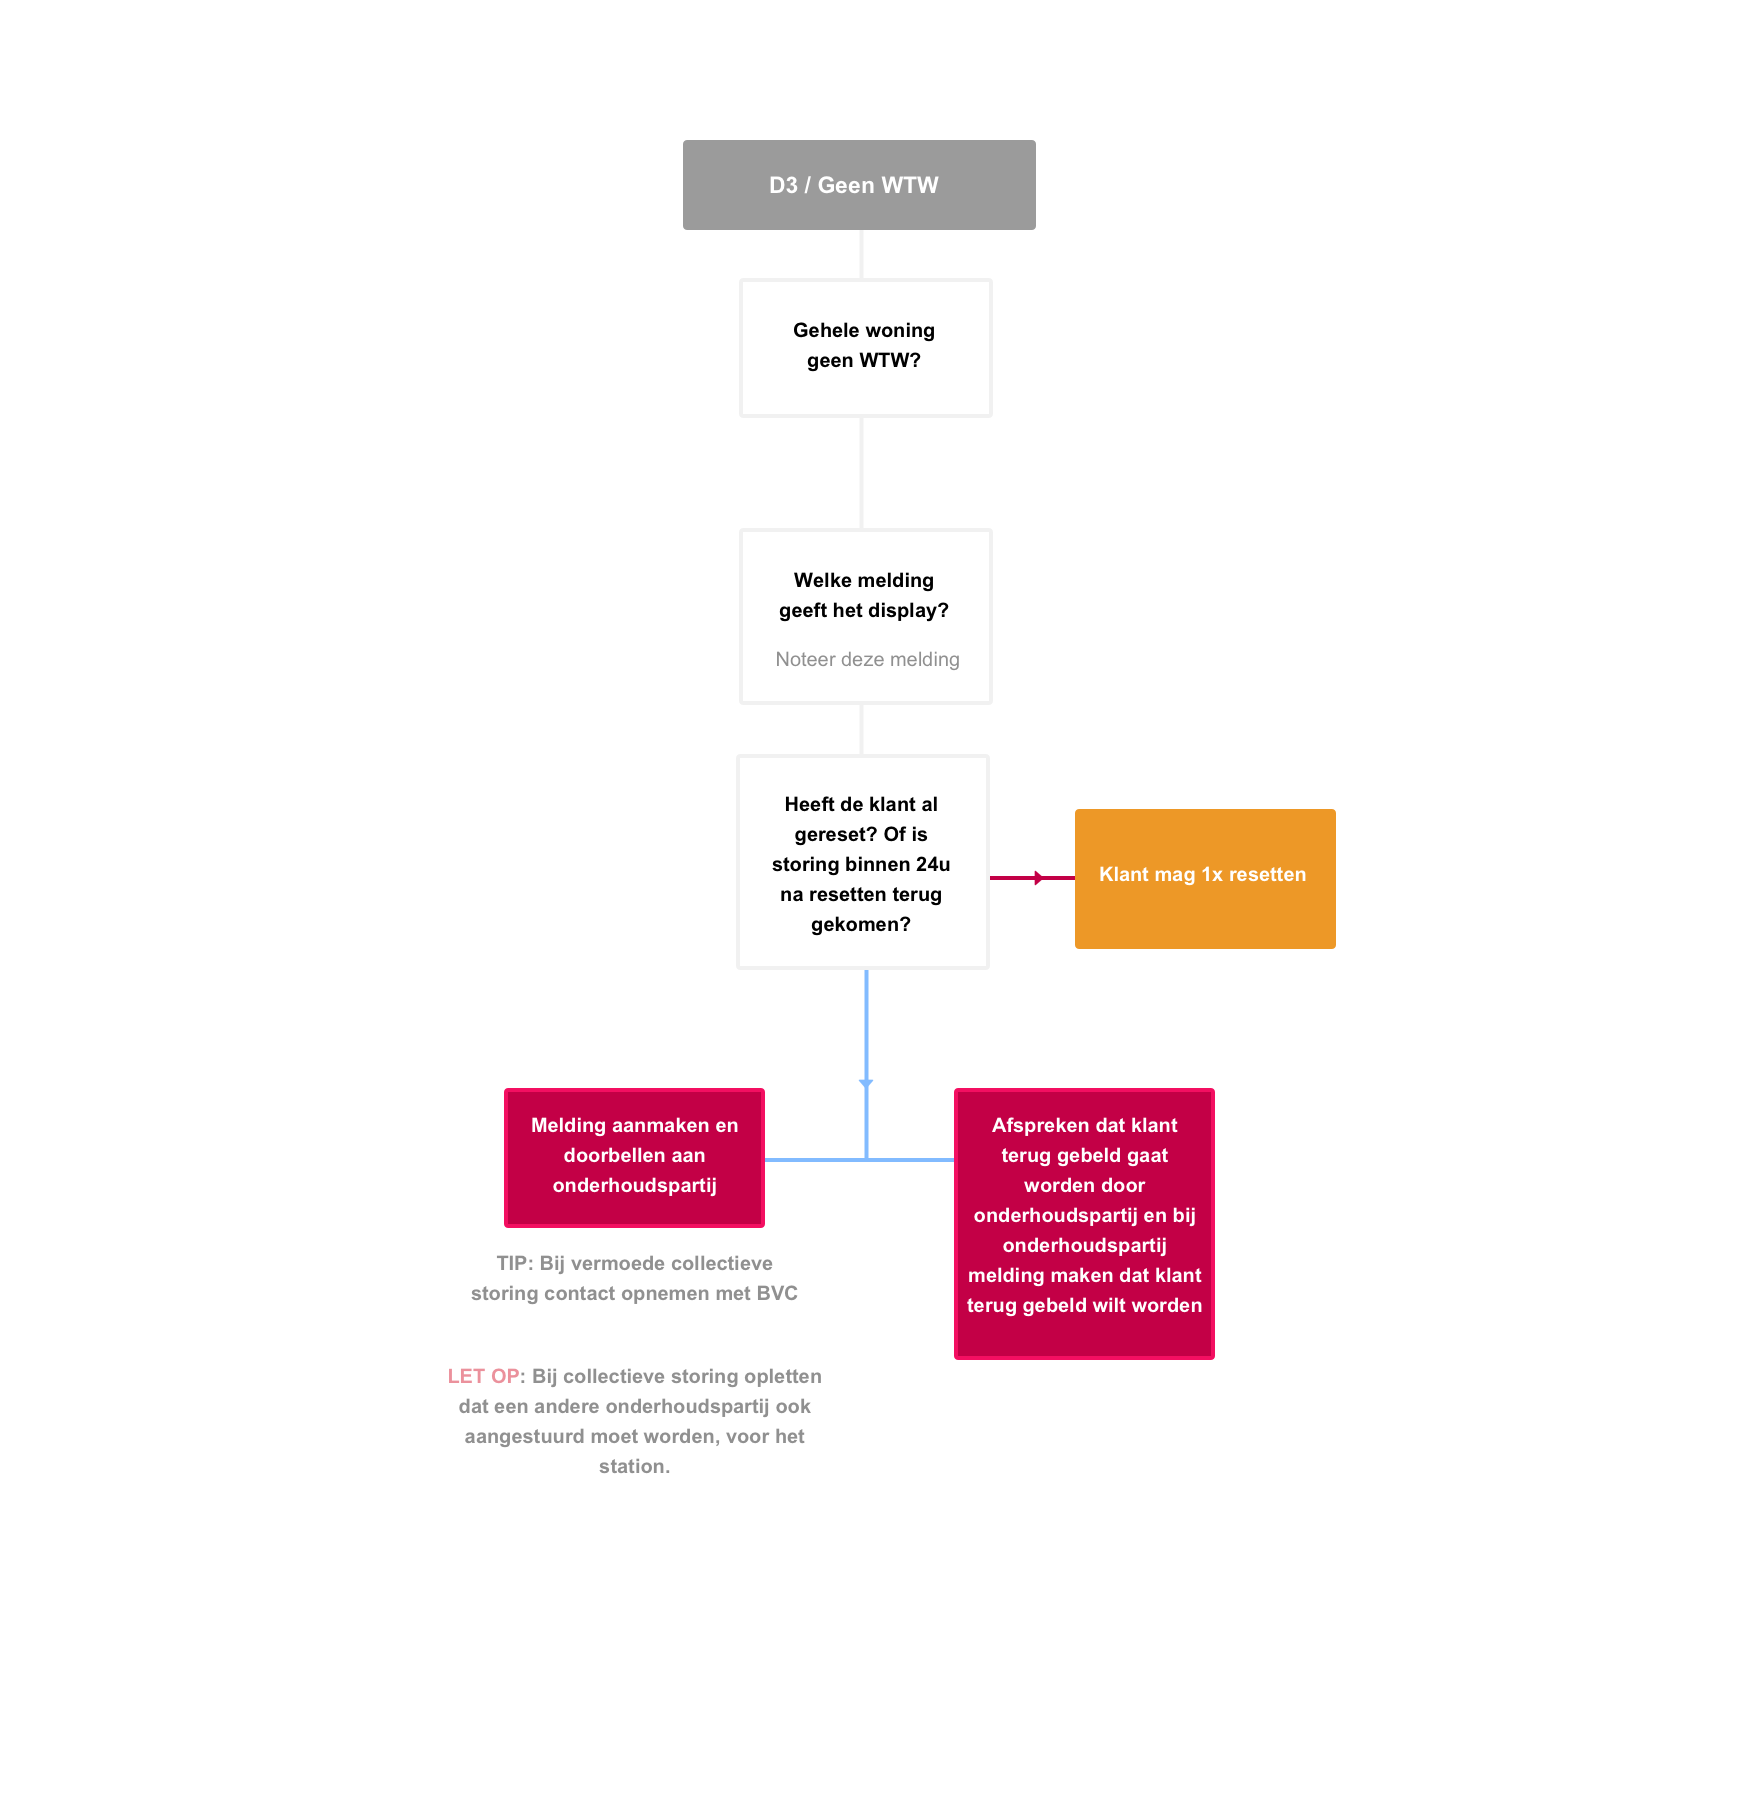 D3 / Geen WTW
Gehele woning
geen WTW?
Welke melding
geeft het display?
Noteer deze melding
Heeft de klant al
gereset? Of is
storing binnen 24u
na resetten terug
gekomen?
Klant mag 1x resetten
Melding aanmaken en
doorbellen aan
onderhoudspartij
Afspreken dat klant
terug gebeld gaat
worden door
onderhoudspartij en bij
onderhoudspartij
melding maken dat klant
terug gebeld wilt worden
TIP: Bij vermoede collectieve
storing contact opnemen met BVC
LET OP: Bij collectieve storing opletten
dat een andere onderhoudspartij ook
aangestuurd moet worden, voor het
station.